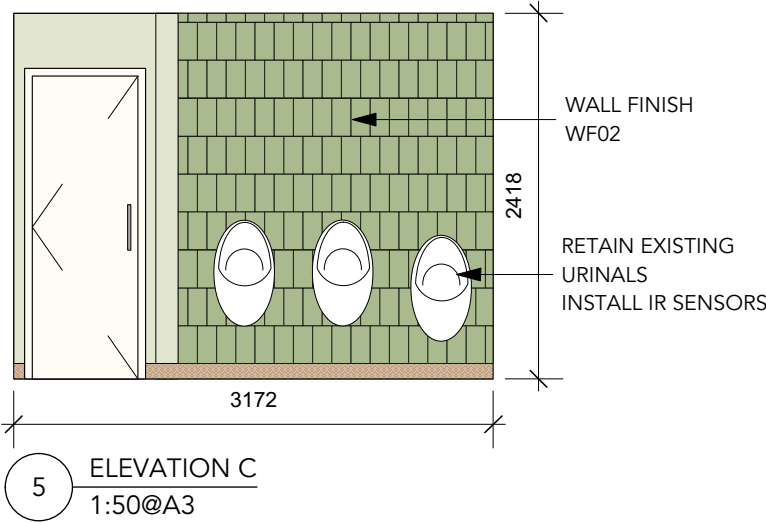 WALL FINISH
WF02
2418
RETAIN EXISTING
URINALS
INSTALL IR SENSORS
3172
5
ELEVATION C
1:50@A3